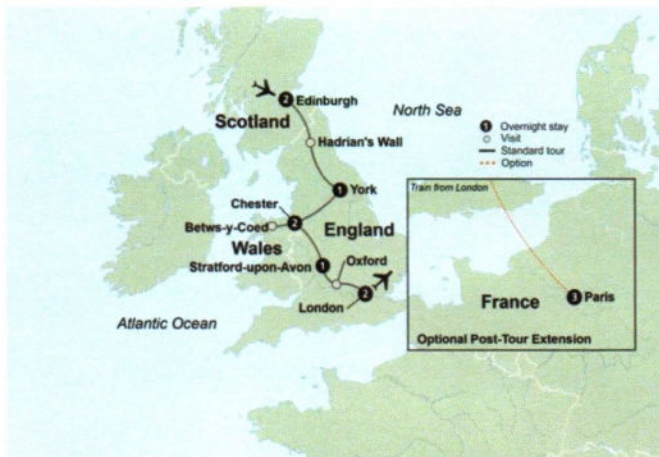 2 Edinburgh
North Sea
Scotland
1 Overnight stay
Visit
Standard tour
Option
Hadrian's Wall
Train from London
1 York
Chester
2
Betws-y-Coed
England
Wales
Oxford
Stratford-upon-Avon 1
2
London
France
3 Paris
Atlantic Ocean
Optional Post-Tour Extension